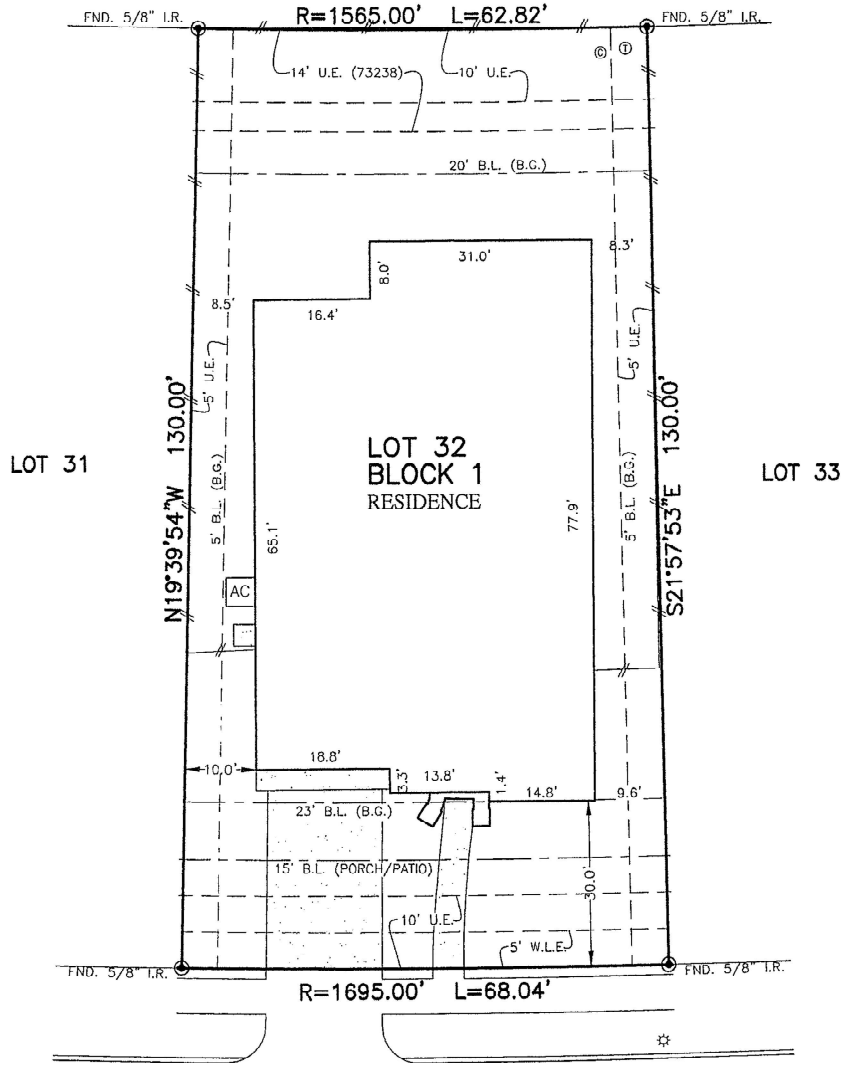 FND. 5/8" I.R.
R=1565.00' L=62.82'
FND. 5/8" I.R.
© Ⓣ
14' U.E. (73238)
10' U.E.
20' B.L. (B.G.)
31.0'
8.3'
8.0'
8.5'
16.4'
5' U.E.
5' U.E.
N19°39'54"W 130.00'
S21°57'53"E 130.00'
LOT 31
LOT 32
BLOCK 1
RESIDENCE
LOT 33
5' B.L. (B.G.)
5' B.L. (B.G.)
65.1'
77.9'
AC
10.0'
18.8'
3.3'
13.8'
1.4'
14.8'
9.6'
23' B.L. (B.G.)
15' B.L. (PORCH/PATIO)
30.0'
10' U.E.
5' W.L.E.
FND. 5/8" I.R.
R=1695.00' L=68.04'
FND. 5/8" I.R.